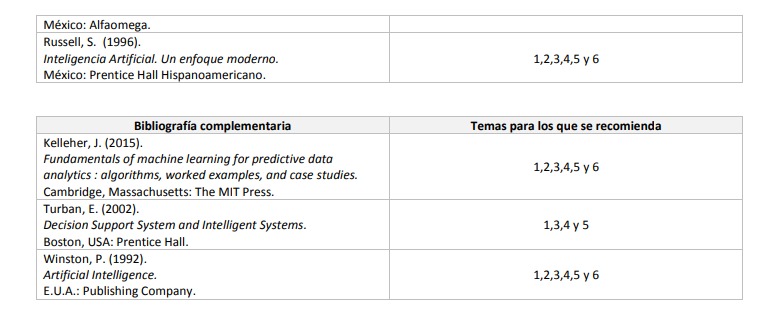 México: Alfaomega.
Russell, S. (1996).
Inteligencia Artificial. Un enfoque moderno.
México: Prentice Hall Hispanoamericano.
1,2,3,4,5 y 6
Bibliografía complementaria
Temas para los que se recomienda
Kelleher, J. (2015).
Fundamentals of machine learning for predictive data
analytics : algorithms, worked examples, and case studies.
Cambridge, Massachusetts: The MIT Press.
1,2,3,4,5 y 6
Turban, E. (2002).
Decision Support System and Intelligent Systems.
Boston, USA: Prentice Hall.
1,3,4 y 5
Winston, P. (1992).
Artificial Intelligence.
E.U.A.: Publishing Company.
1,2,3,4,5 y 6